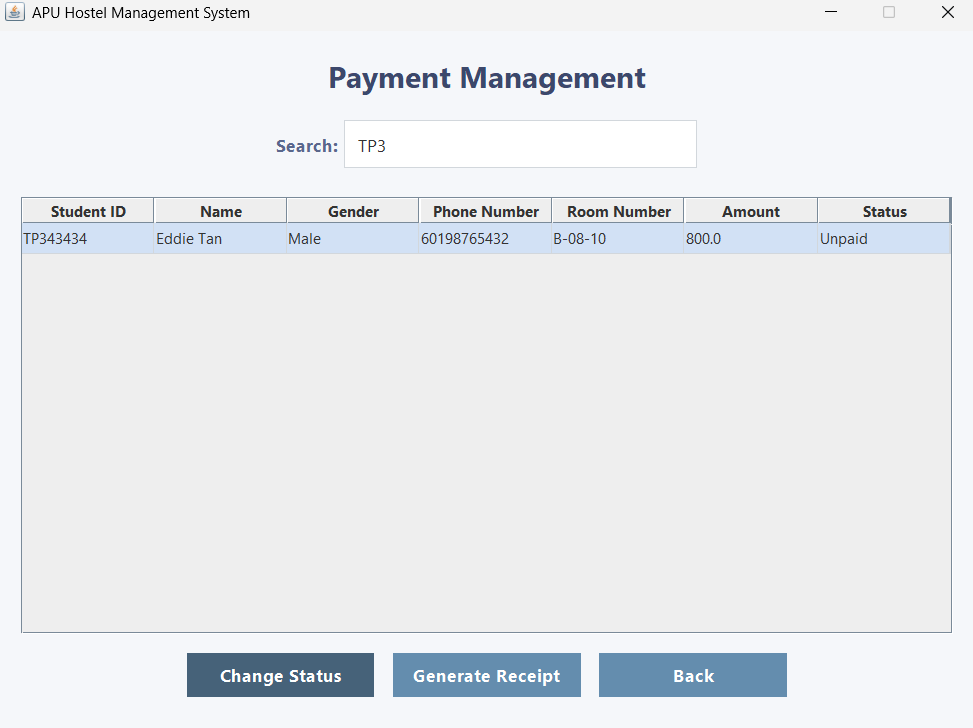 APU Hostel Management System
Payment Management
Search: TP3
Student ID Name Gender Phone Number Room Number Amount Status
TP343434 Eddie Tan Male 60198765432 B-08-10 800.0 Unpaid
Change Status Generate Receipt Back